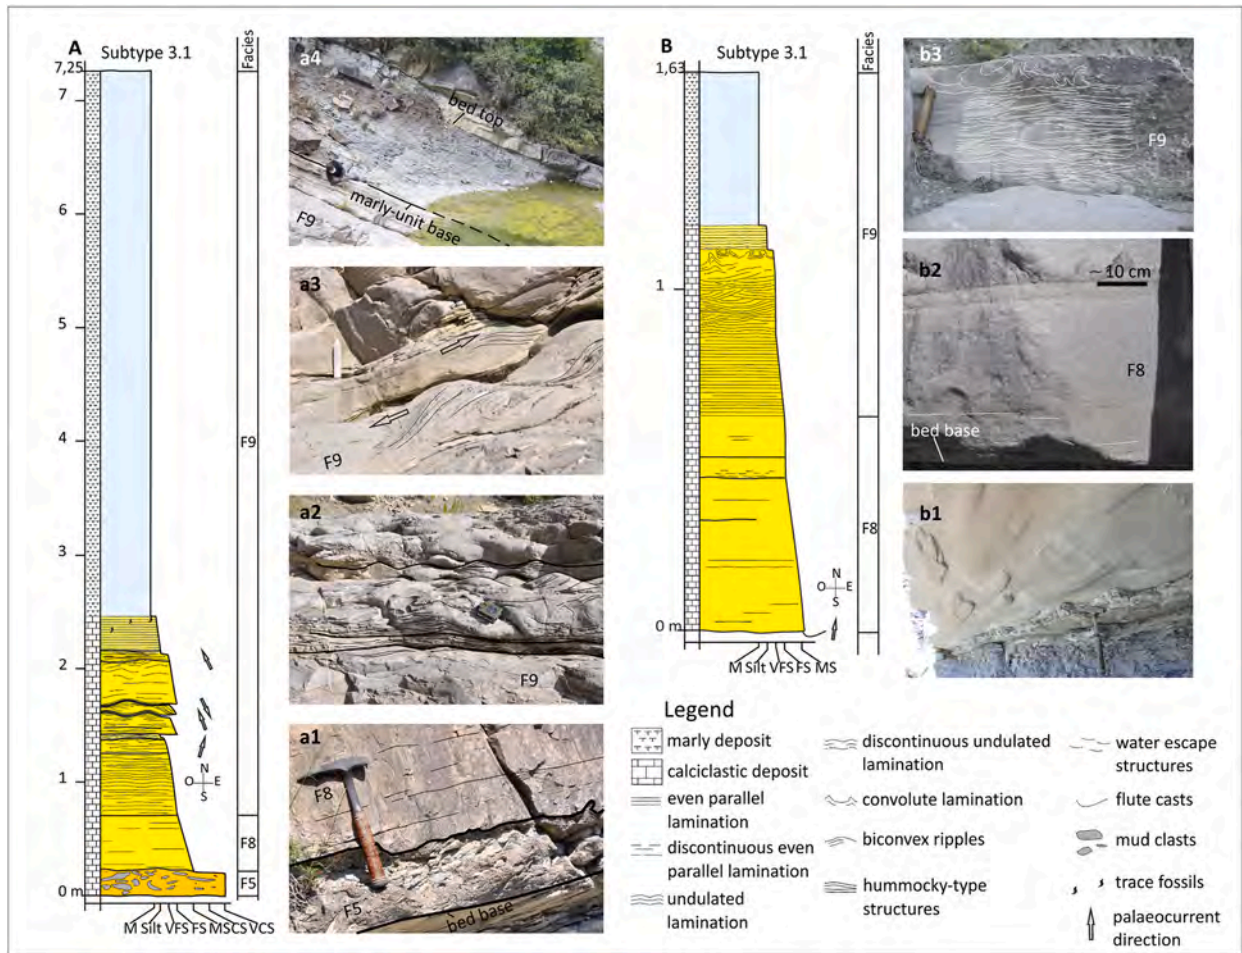 A
Subtype 3.1
Facies
7,25
7
6
5
4
3
2
1
0 m
F9
F8
F5
N
O E
S
M Silt VFS FS MS CS VCS
a4
bed top
marly-unit base
F9
a3
F9
a2
F9
a1
F8
F5
bed base
B
Subtype 3.1
Facies
1,63
1
0 m
F9
F8
N
O E
S
M Silt VFS FS MS
b3
F9
b2
~ 10 cm
F8
bed base
b1
Legend
marly deposit
calciclastic deposit
even parallel
lamination
discontinuous even
parallel lamination
undulated
lamination
discontinuous undulated
lamination
convolute lamination
biconvex ripples
hummocky-type
structures
water escape
structures
flute casts
mud clasts
trace fossils
palaeocurrent
direction